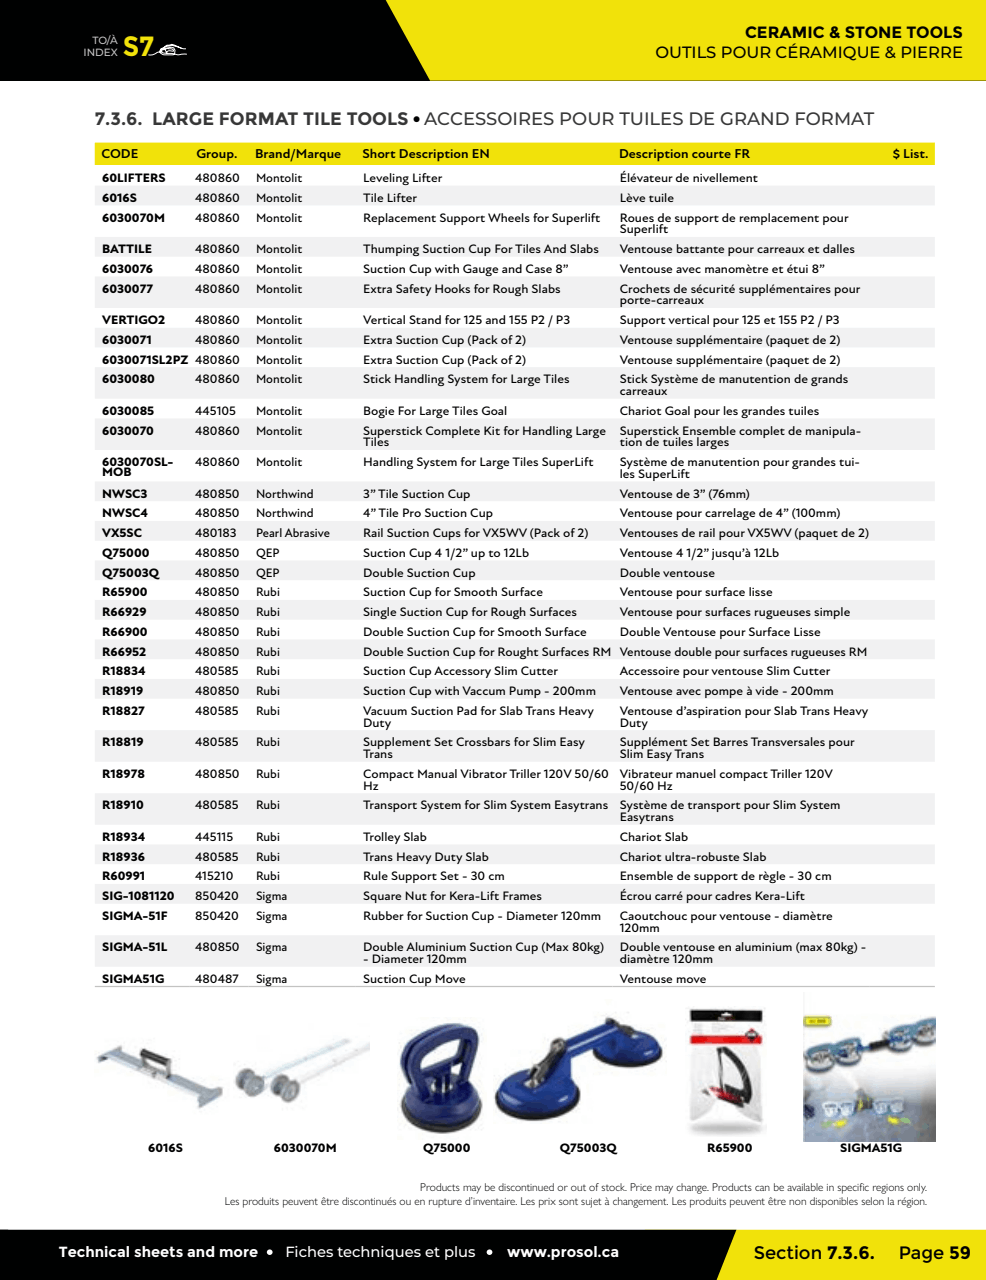 TO/À
INDEX S7
CERAMIC & STONE TOOLS
OUTILS POUR CÉRAMIQUE & PIERRE
7.3.6. LARGE FORMAT TILE TOOLS • ACCESSOIRES POUR TUILES DE GRAND FORMAT
CODE Group. Brand/Marque Short Description EN Description courte FR $ List.
60LIFTERS 480860 Montolit Leveling Lifter Élévateur de nivellement
6016S 480860 Montolit Tile Lifter Lève tuile
6030070M 480860 Montolit Replacement Support Wheels for Superlift Roues de support de remplacement pour
Superlift
BATTILE 480860 Montolit Thumping Suction Cup For Tiles And Slabs Ventouse battante pour carreaux et dalles
6030076 480860 Montolit Suction Cup with Gauge and Case 8” Ventouse avec manomètre et étui 8”
6030077 480860 Montolit Extra Safety Hooks for Rough Slabs Crochets de sécurité supplémentaires pour
porte-carreaux
VERTIGO2 480860 Montolit Vertical Stand for 125 and 155 P2 / P3 Support vertical pour 125 et 155 P2 / P3
6030071 480860 Montolit Extra Suction Cup (Pack of 2) Ventouse supplémentaire (paquet de 2)
6030071SL2PZ 480860 Montolit Extra Suction Cup (Pack of 2) Ventouse supplémentaire (paquet de 2)
6030080 480860 Montolit Stick Handling System for Large Tiles Stick Système de manutention de grands
carreaux
6030085 445105 Montolit Bogie For Large Tiles Goal Chariot Goal pour les grandes tuiles
6030070 480860 Montolit Superstick Complete Kit for Handling Large Superstick Ensemble complet de manipula-
Tiles tion de tuiles larges
6030070SL- 480860 Montolit Handling System for Large Tiles SuperLift Système de manutention pour grandes tui-
MOB les SuperLift
NWSC3 480850 Northwind 3” Tile Suction Cup Ventouse de 3” (76mm)
NWSC4 480850 Northwind 4” Tile Pro Suction Cup Ventouse pour carrelage de 4” (100mm)
VX5SC 480183 Pearl Abrasive Rail Suction Cups for VX5WV (Pack of 2) Ventouses de rail pour VX5WV (paquet de 2)
Q75000 480850 QEP Suction Cup 4 1/2” up to 12Lb Ventouse 4 1/2” jusqu’à 12Lb
Q75003Q 480850 QEP Double Suction Cup Double ventouse
R65900 480850 Rubi Suction Cup for Smooth Surface Ventouse pour surface lisse
R66929 480850 Rubi Single Suction Cup for Rough Surfaces Ventouse pour surfaces rugueuses simple
R66900 480850 Rubi Double Suction Cup for Smooth Surface Double Ventouse pour Surface Lisse
R66952 480850 Rubi Double Suction Cup for Rought Surfaces RM Ventouse double pour surfaces rugueuses RM
R18834 480585 Rubi Suction Cup Accessory Slim Cutter Accessoire pour ventouse Slim Cutter
R18919 480850 Rubi Suction Cup with Vaccum Pump - 200mm Ventouse avec pompe à vide - 200mm
R18827 480585 Rubi Vacuum Suction Pad for Slab Trans Heavy Ventouse d’aspiration pour Slab Trans Heavy
Duty Duty
R18819 480585 Rubi Supplement Set Crossbars for Slim Easy Supplément Set Barres Transversales pour
Trans Slim Easy Trans
R18978 480850 Rubi Compact Manual Vibrator Triller 120V 50/60 Vibrateur manuel compact Triller 120V
Hz 50/60 Hz
R18910 480585 Rubi Transport System for Slim System Easytrans Système de transport pour Slim System
Easytrans
R18934 445115 Rubi Trolley Slab Chariot Slab
R18936 480585 Rubi Trans Heavy Duty Slab Chariot ultra-robuste Slab
R60991 415210 Rubi Rule Support Set - 30 cm Ensemble de support de règle - 30 cm
SIG-1081120 850420 Sigma Square Nut for Kera-Lift Frames Écrou carré pour cadres Kera-Lift
SIGMA-51F 850420 Sigma Rubber for Suction Cup - Diameter 120mm Caoutchouc pour ventouse - diamètre
120mm
SIGMA-51L 480850 Sigma Double Aluminium Suction Cup (Max 80kg) Double ventouse en aluminium (max 80kg) -
- Diameter 120mm diamètre 120mm
SIGMA51G 480487 Sigma Suction Cup Move Ventouse move
6016S 6030070M Q75000 Q75003Q R65900 SIGMA51G
Products may be discontinued or out of stock. Price may change. Products can be available in specific regions only.
Les produits peuvent être discontinués ou en rupture d’inventaire. Les prix sont sujet à changement. Les produits peuvent être non disponibles selon la région.
Technical sheets and more • Fiches techniques et plus • www.prosol.ca
Section 7.3.6. Page 59